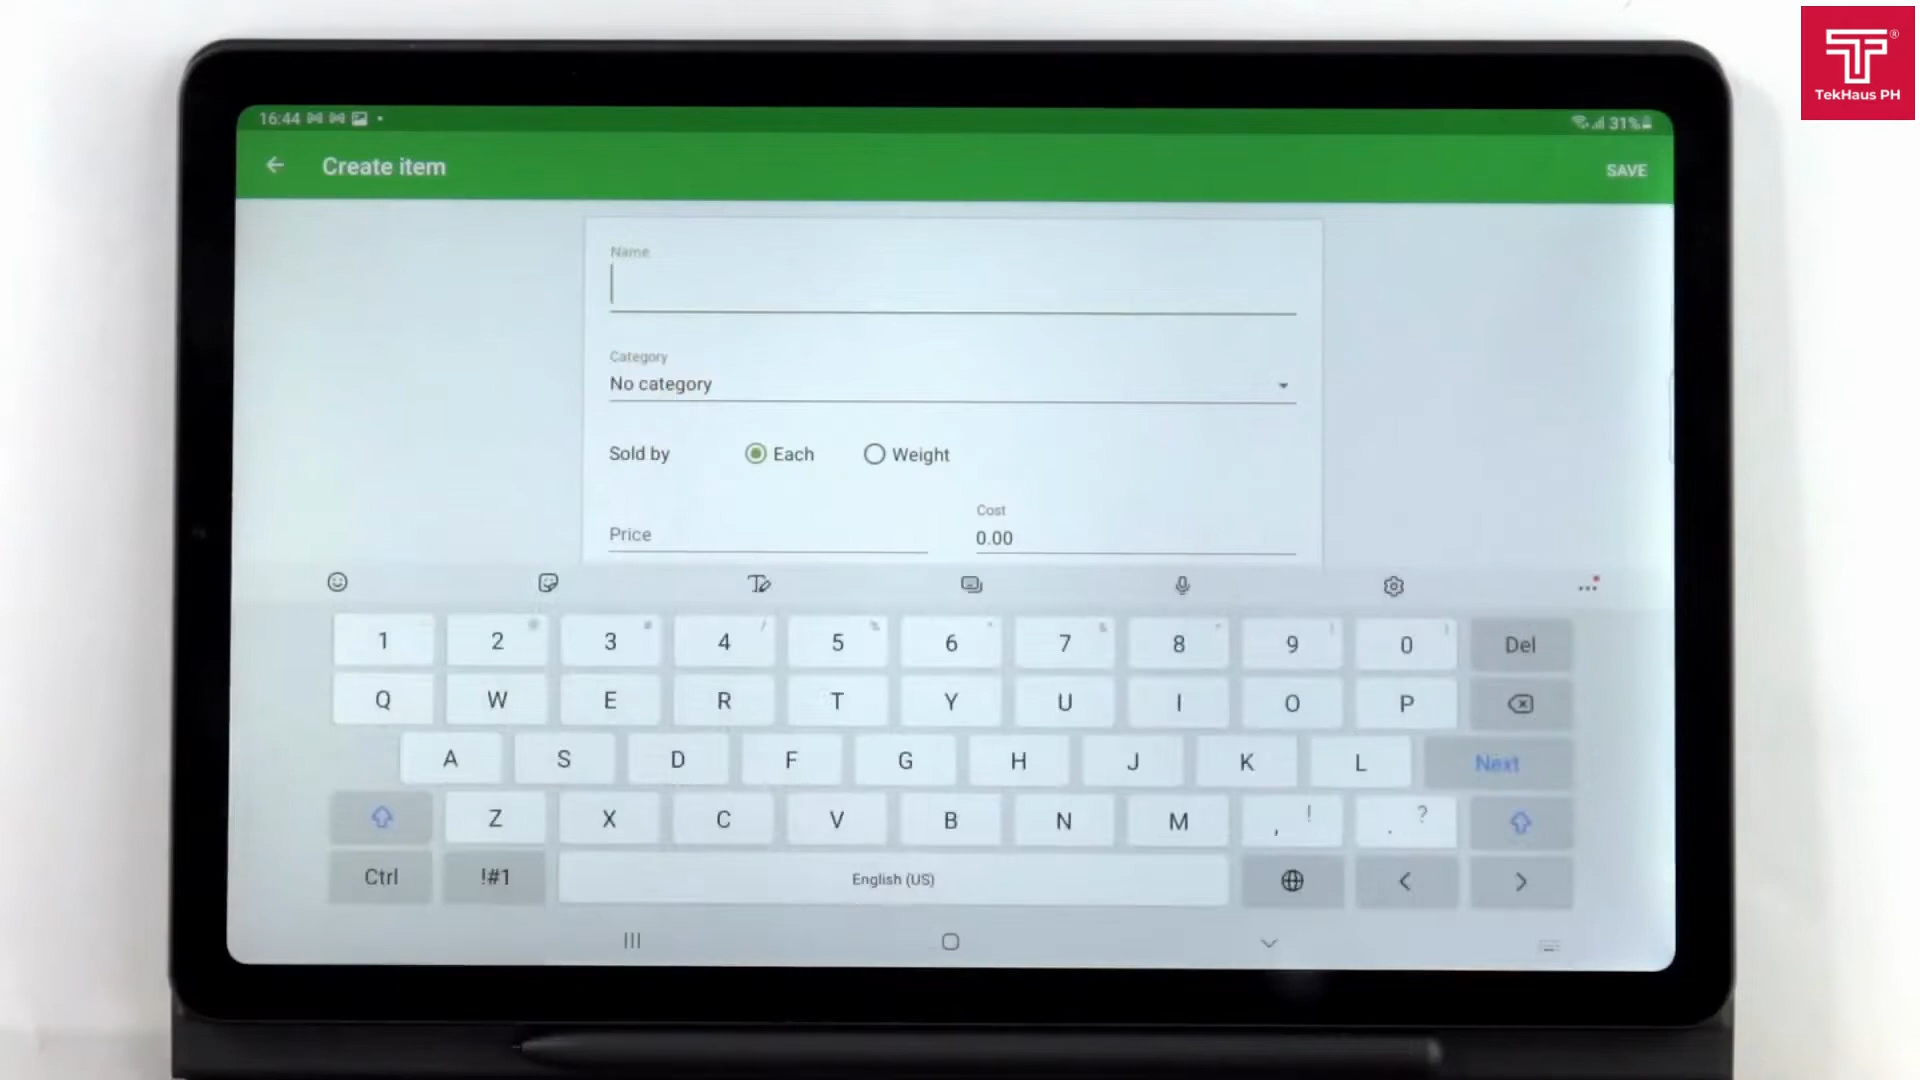 TekHaus PH
16:44
31%
Create item
SAVE
Name
Category
No category
Sold by Each Weight
Price
Cost
0.00
1 2 3 4 5 6 7 8 9 0 Del
Q W E R T Y U I O P
A S D F G H J K L Next
Z X C V B N M , ! . ?
Ctrl !#1 English (US) < >